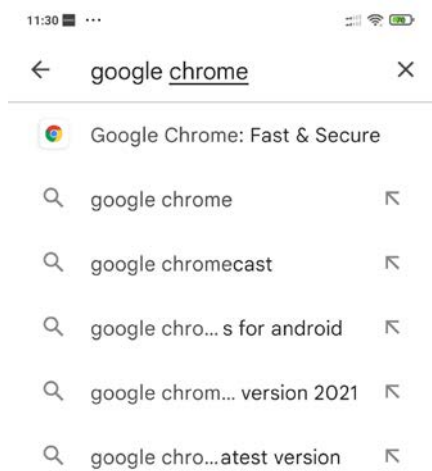 11:30 ...
70
google chrome
Google Chrome: Fast & Secure
google chrome
google chromecast
google chro... s for android
google chrom... version 2021
google chro...atest version